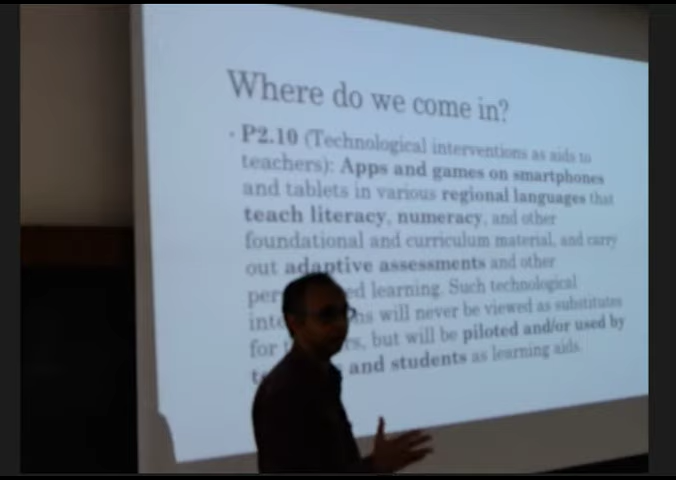 Where do we come in?
• P2.10 (Technological interventions as aids to
teachers): Apps and games on smartphones
and tablets in various regional languages that
teach literacy, numeracy, and other
foundational and curriculum material, and carry
out adaptive assessments and other
learning. Such technological
will never be viewed as substitutes
for but will be piloted and/or used by
and students as learning aids.